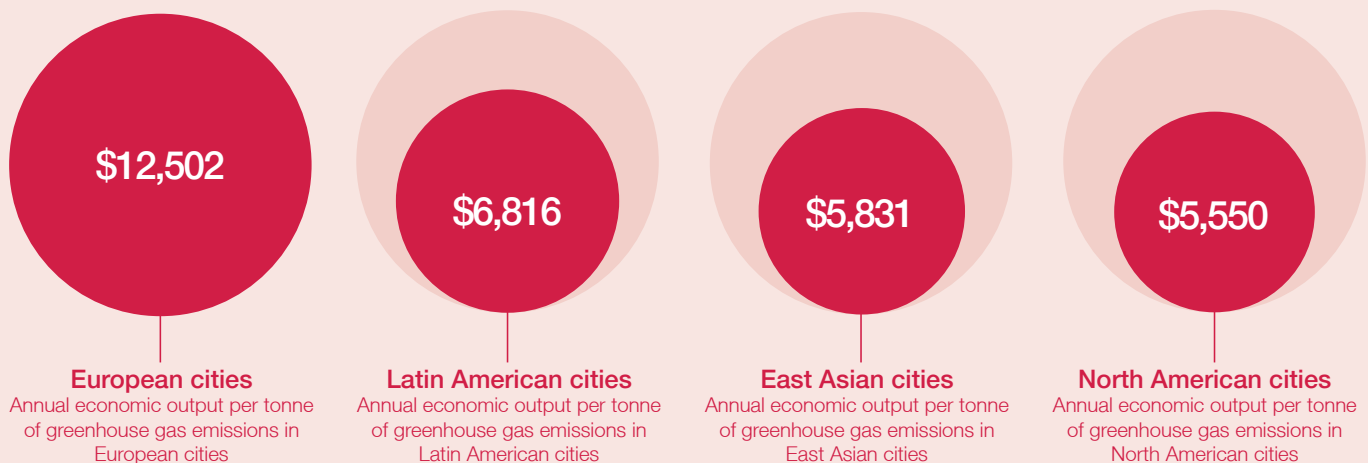 $12,502
European cities
Annual economic output per tonne
of greenhouse gas emissions in
European cities
$6,816
Latin American cities
Annual economic output per tonne
of greenhouse gas emissions in
Latin American cities
$5,831
East Asian cities
Annual economic output per tonne
of greenhouse gas emissions in
East Asian cities
$5,550
North American cities
Annual economic output per tonne
of greenhouse gas emissions in
North American cities